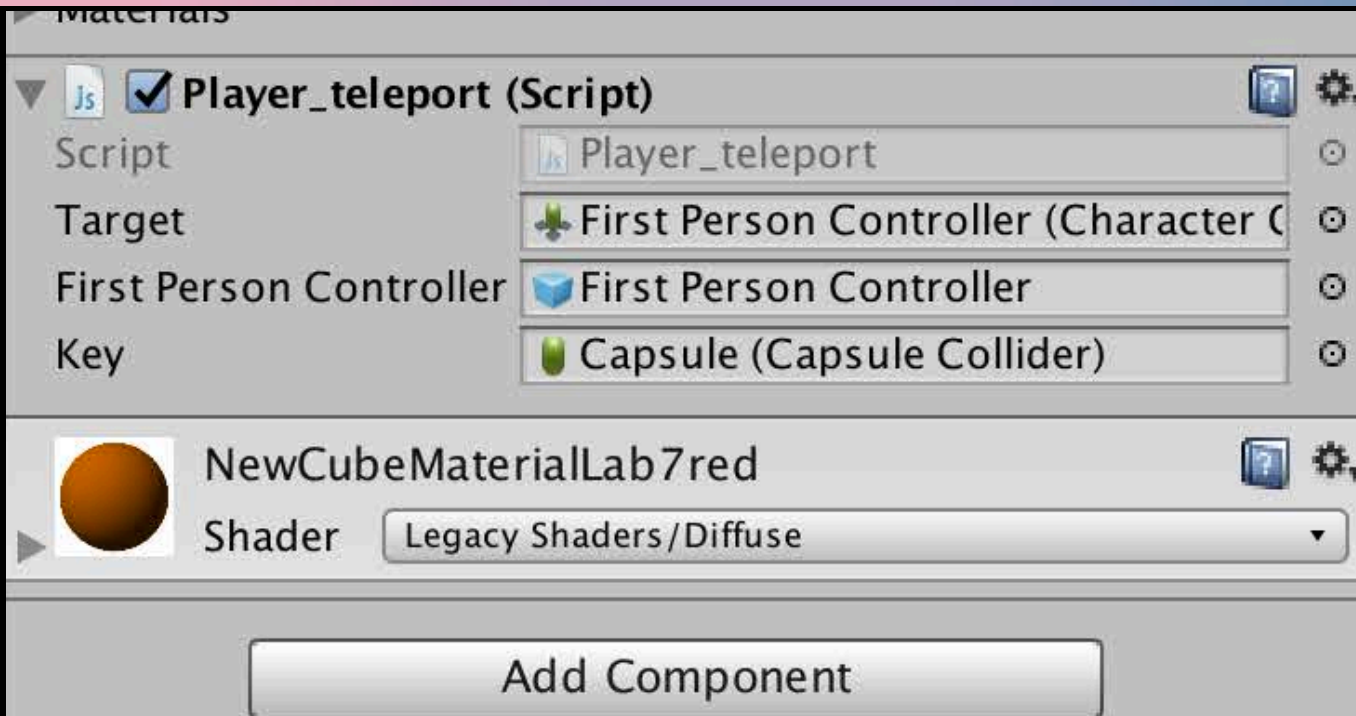 Materials
Player_teleport (Script)
Script Player_teleport
Target First Person Controller (Character C
First Person Controller First Person Controller
Key Capsule (Capsule Collider)
NewCubeMaterialLab7red
Shader Legacy Shaders/Diffuse
Add Component